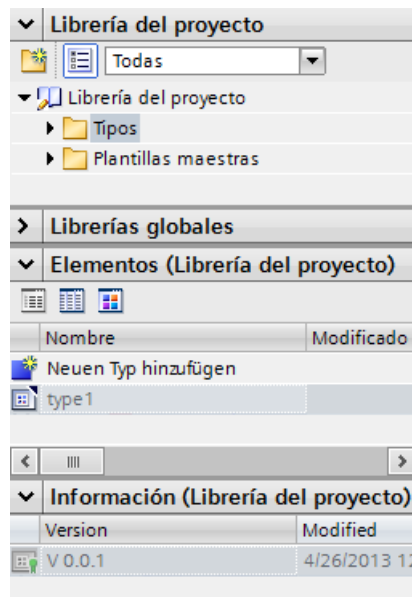 Librería del proyecto
Todas
Librería del proyecto
Tipos
Plantillas maestras
Librerías globales
Elementos (Librería del proyecto)
Nombre Modificado
Neuen Typ hinzufügen
type1
Información (Librería del proyecto)
Version Modified
V 0.0.1 4/26/2013 12